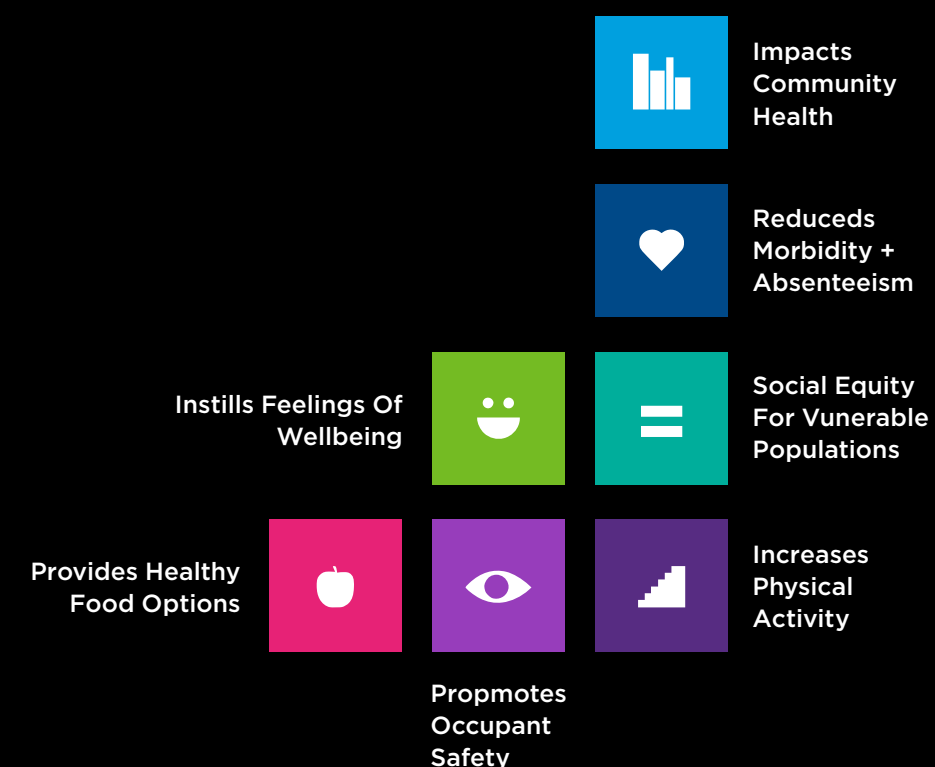 Impacts
Community
Health
Reduceds
Morbidity +
Absenteeism
Instills Feelings Of
Wellbeing
Social Equity
For Vunerable
Populations
Provides Healthy
Food Options
Increases
Physical
Activity
Propmotes
Occupant
Safety